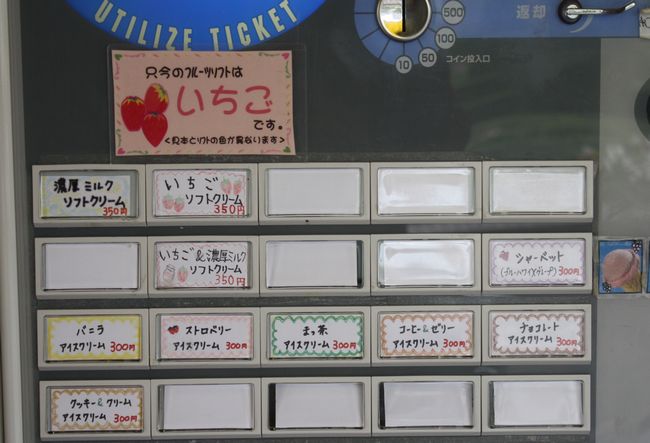 UTILIZE TICKET
500
100
50
10
コイン投入口
返却
只今のフルーツソフトは
いちご
です。
<見本とソフトの色が異なります>
濃厚ミルク
ソフトクリーム
350円
いちご
ソフトクリーム
350円
いちご&濃厚ミルク
ソフトクリーム
350円
シャーベット
(ブルーハワイ)(グレープ) 300円
バニラ
アイスクリーム 300円
ストロベリー
アイスクリーム 300円
まっ茶
アイスクリーム 300円
コーヒー&ゼリー
アイスクリーム 300円
チョコレート
アイスクリーム 300円
クッキー&クリーム
アイスクリーム 300円